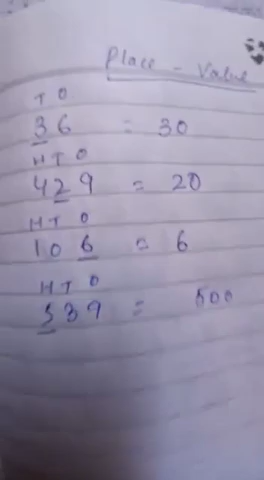 Place - Value
T O
36 = 30
H T O
429 = 20
H T O
106 = 6
H T O
539 = 500